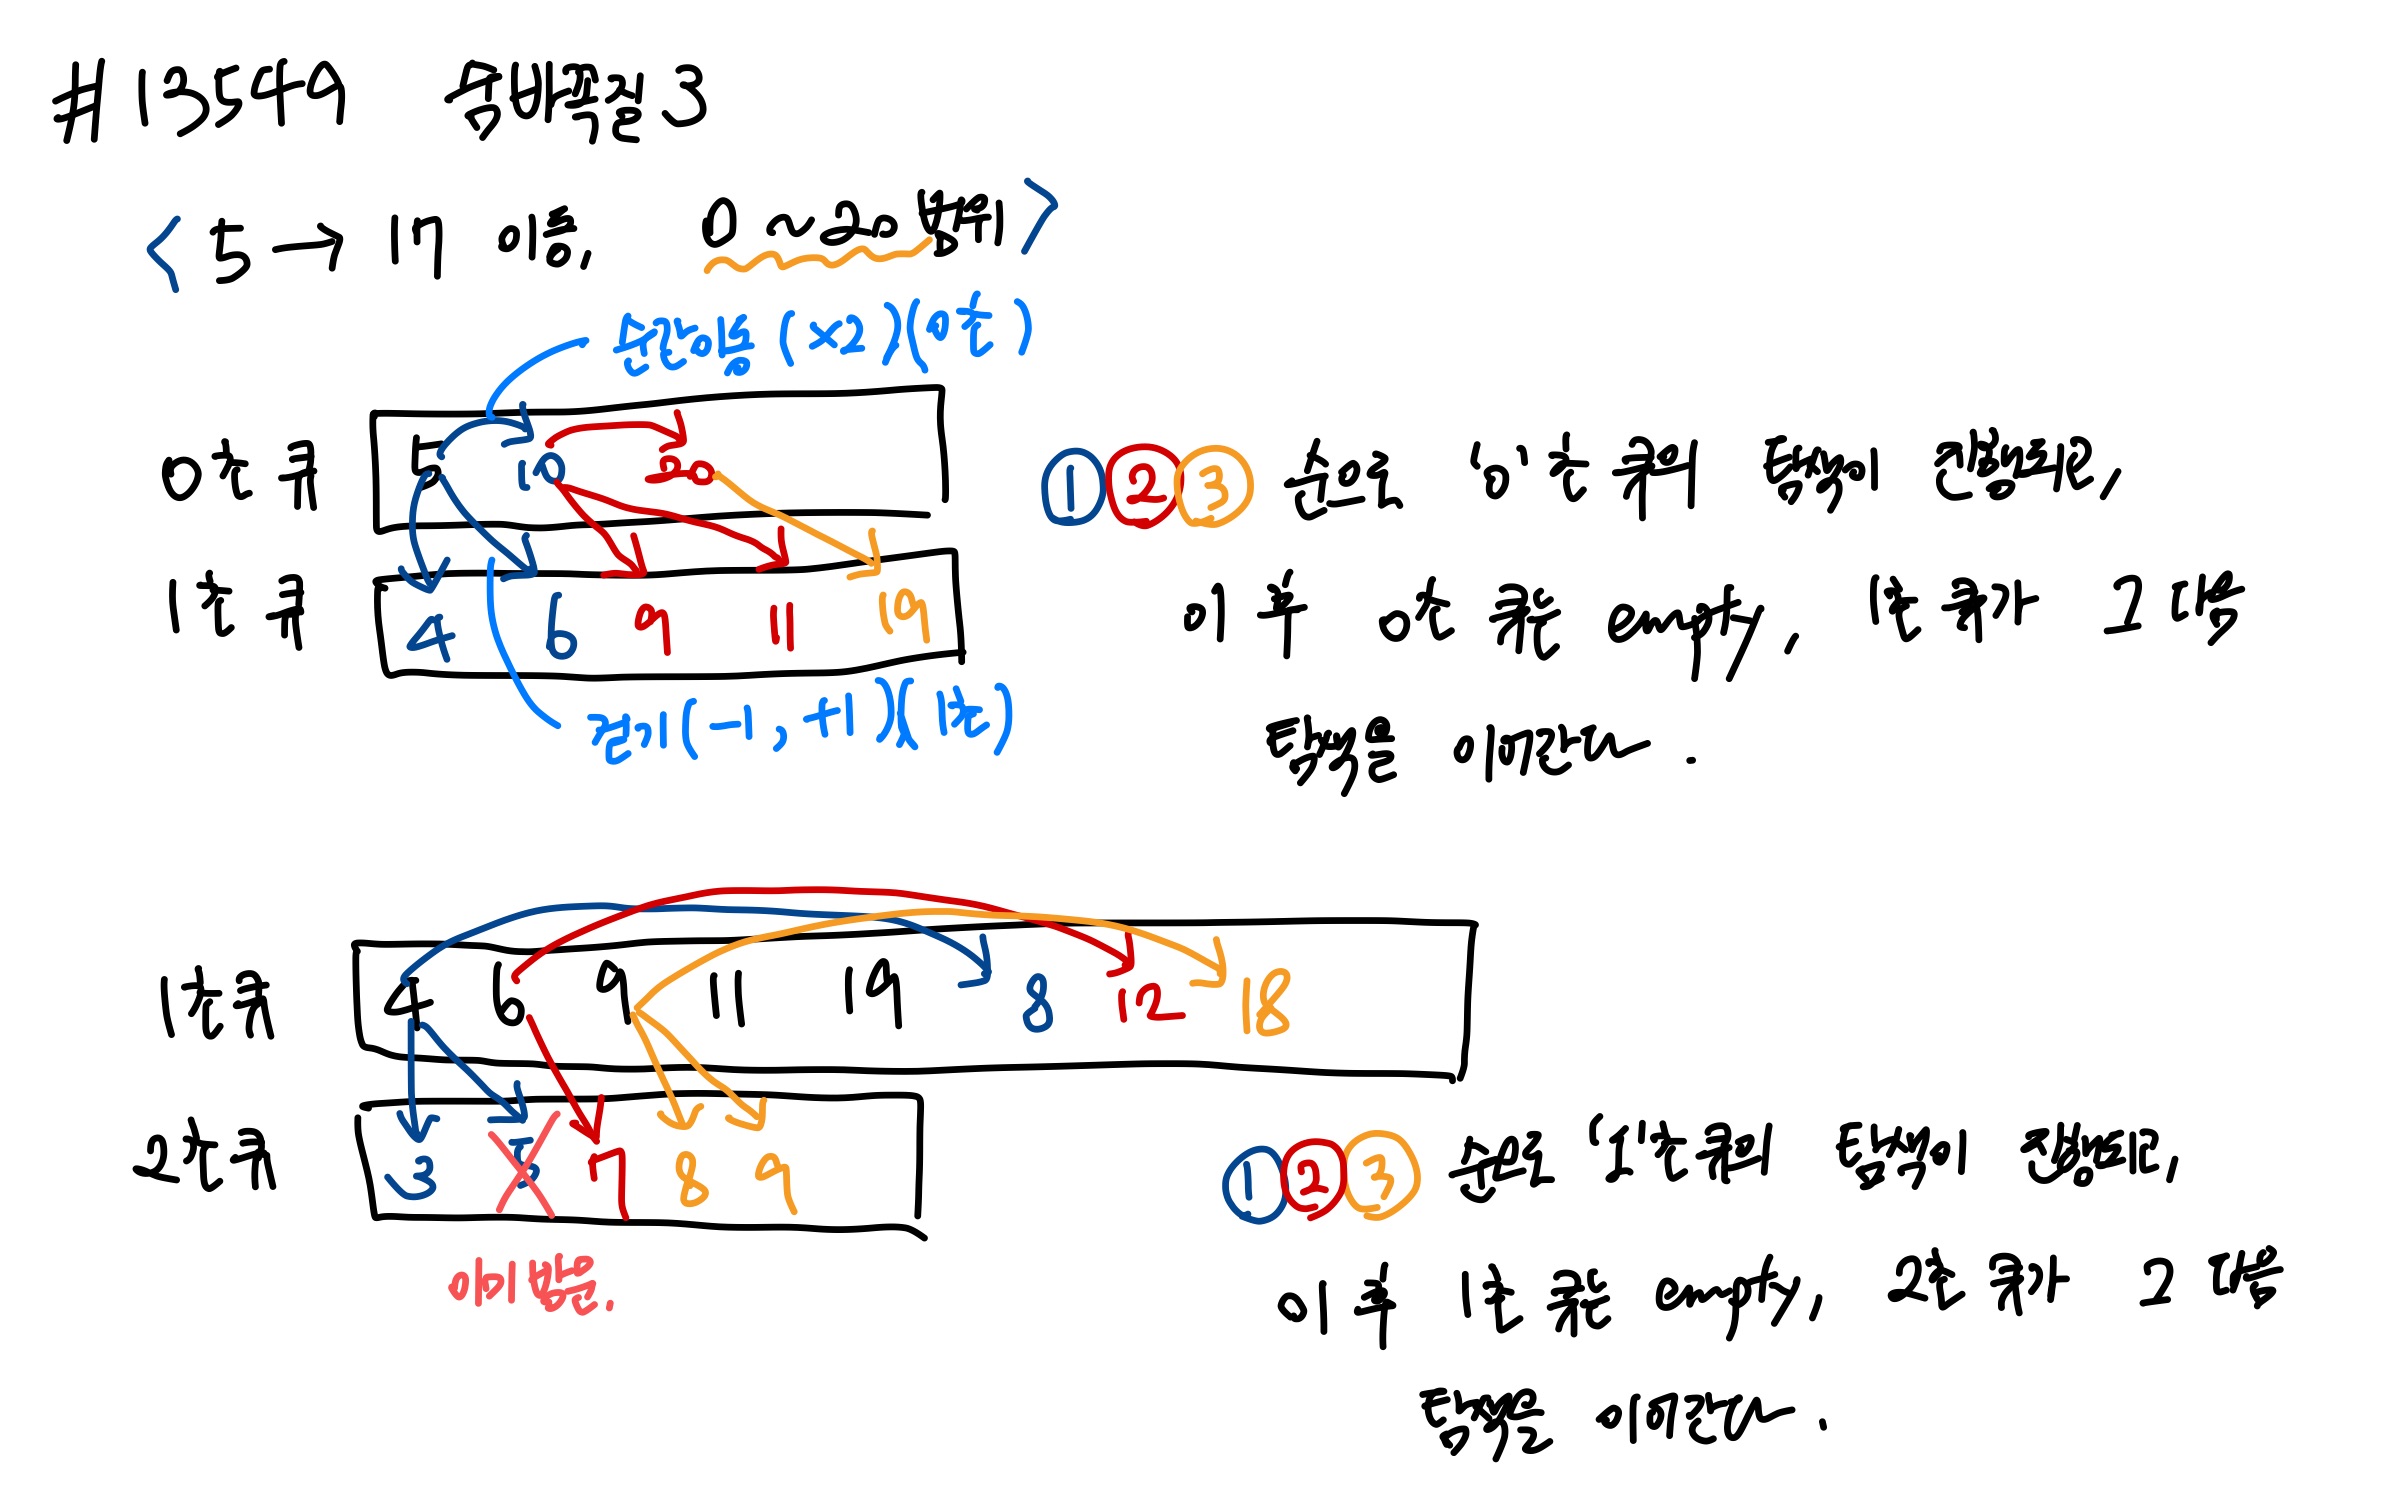 #13549 숨바꼭질3
< 5 → 17 이동, 0 ~ 20 범위 >
순간이동 (×2)(0초)
0초 큐 5 10 20
1초 큐 4 6 9 11 19
걷기(-1, +1)(1초)
① ② ③ 순으로 '0'초 큐의 탐색이 진행되고,
이 후 0초 큐는 empty, 1초 큐가 그 다음
탐색을 이어간다.
1초큐 4 6 9 11 19 8 12 18
2초큐 3 5 7 8 9
이미 방문.
① ② ③ 순으로 '1'초 큐의 탐색이 진행되고,
이 후 1초 큐는 empty, 2초 큐가 그 다음
탐색을 이어간다.